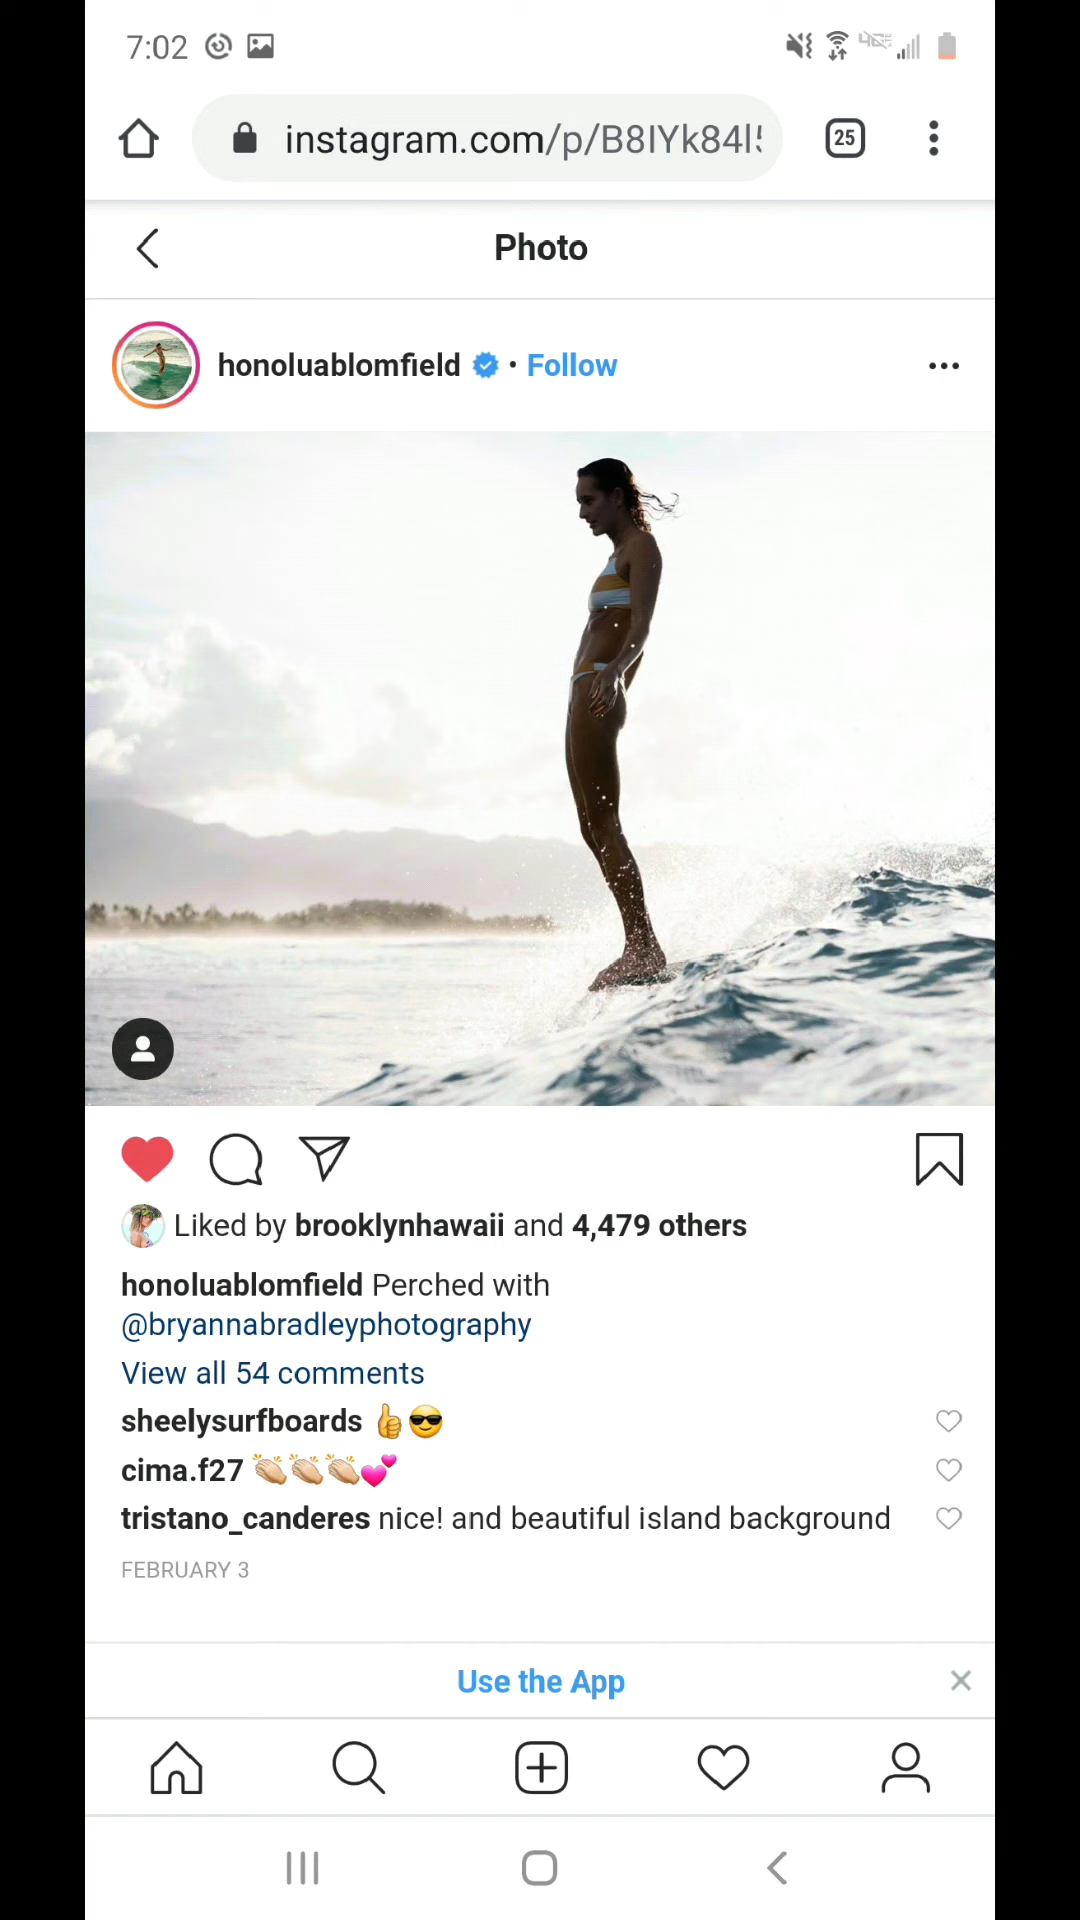 7:02
instagram.com/p/B8IYk84l5
25
Photo
honoluablomfield • Follow
Liked by brooklynhawaii and 4,479 others
honoluablomfield Perched with
@bryannabradleyphotography
View all 54 comments
sheelysurfboards 👍😎
cima.f27 👏🏻👏🏻👏🏻💕
tristano_canderes nice! and beautiful island background
FEBRUARY 3
Use the App